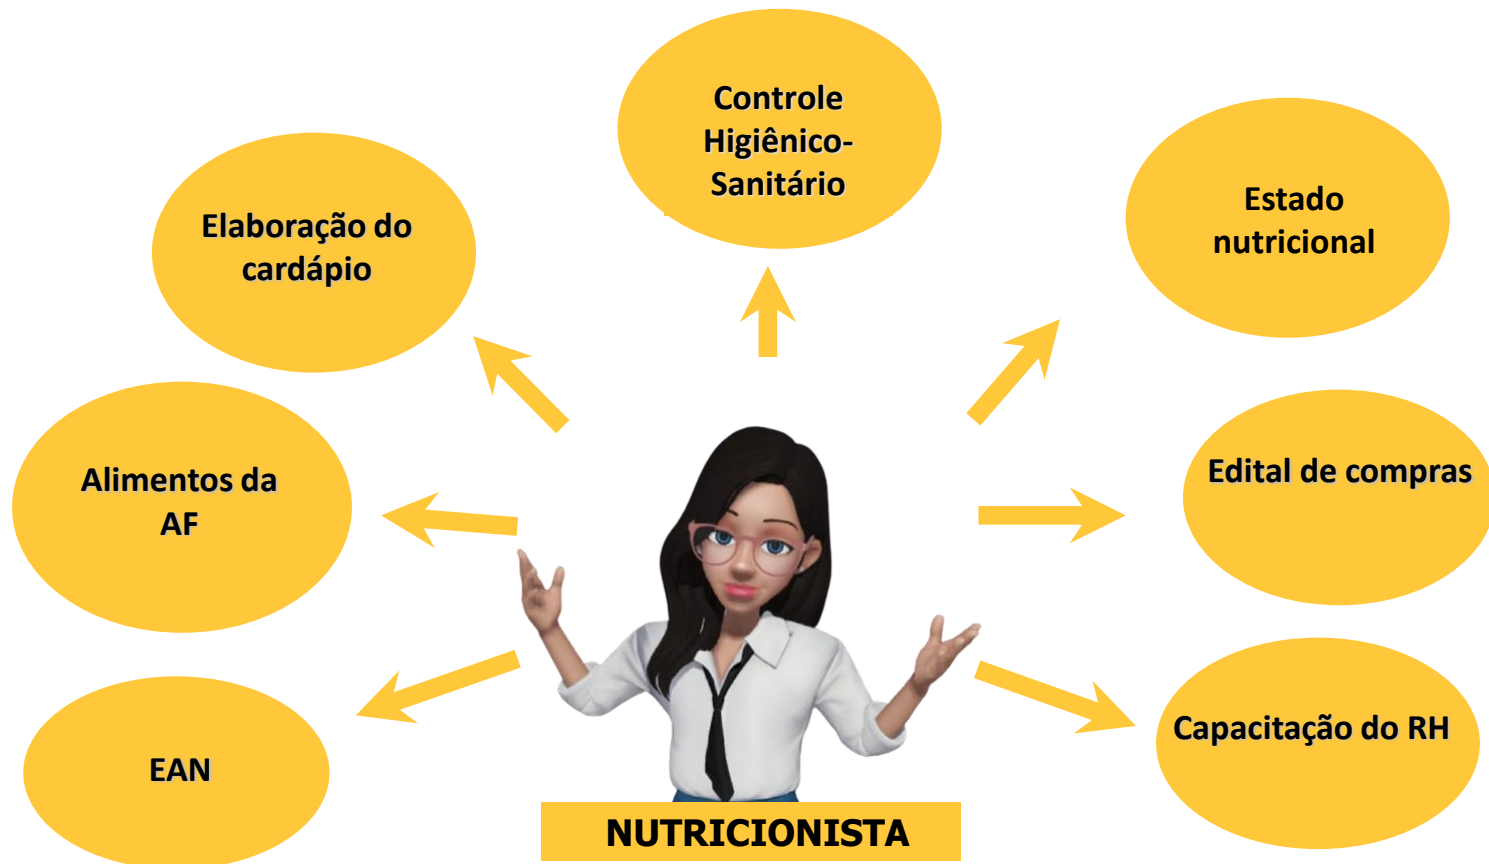 Controle
Higiênico-
Sanitário
Elaboração do
cardápio
Estado
nutricional
Alimentos da
AF
Edital de compras
EAN
Capacitação do RH
NUTRICIONISTA